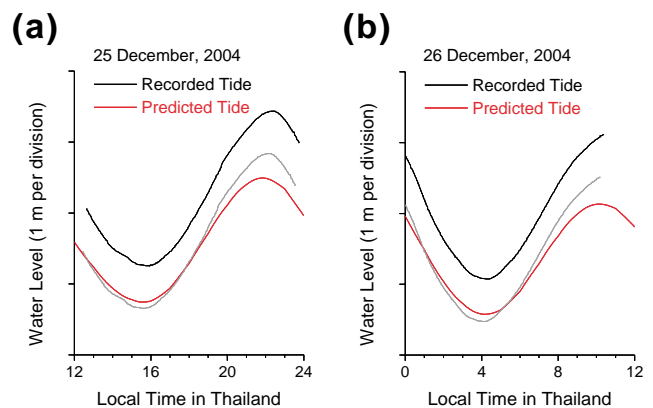 (a)
25 December, 2004
Recorded Tide
Predicted Tide
Water Level (1 m per division)
12 16 20 24
Local Time in Thailand
(b)
26 December, 2004
Recorded Tide
Predicted Tide
Water Level (1 m per division)
0 4 8 12
Local Time in Thailand